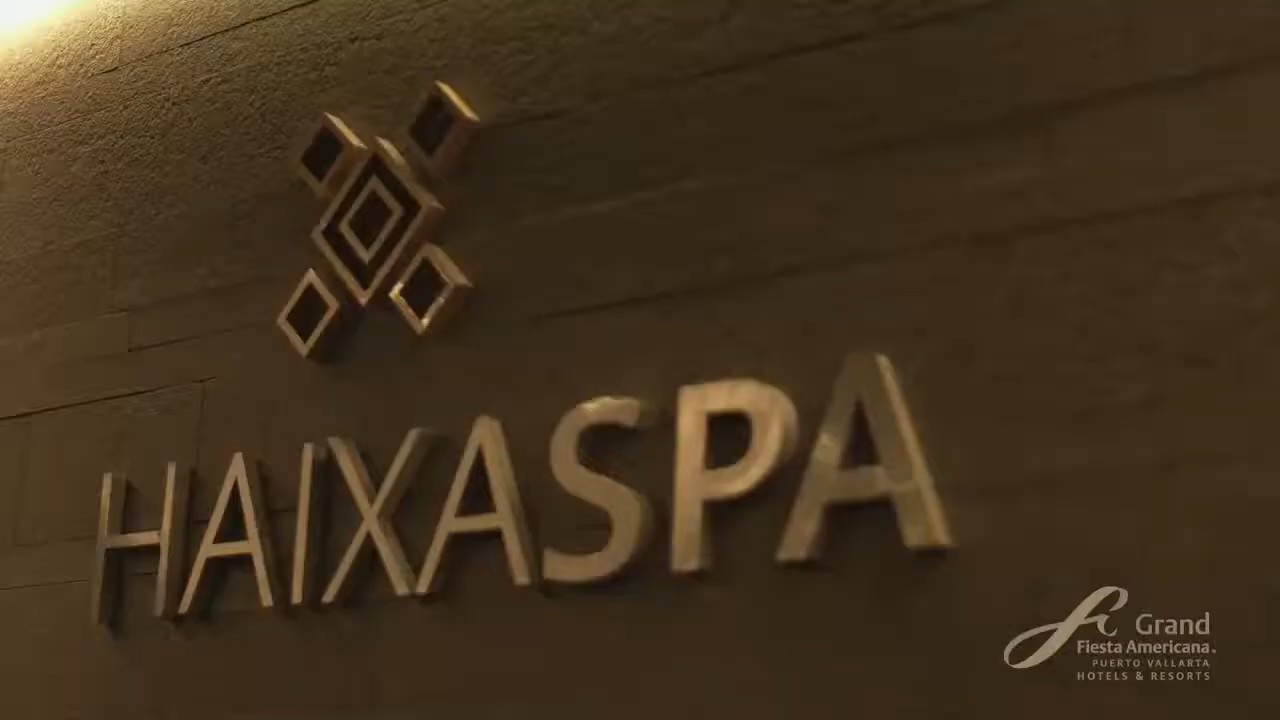 HAIXASPA
Grand
Fiesta Americana.
PUERTO VALLARTA
HOTELS & RESORTS